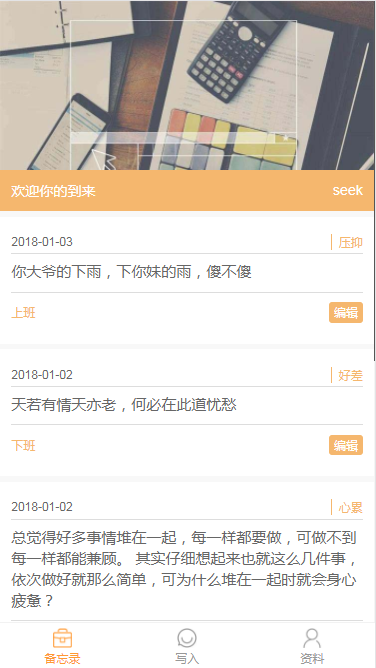 欢迎你的到来 seek
2018-01-03 压抑
你大爷的下雨，下你妹的雨，傻不傻
上班 编辑
2018-01-02 好差
天若有情天亦老，何必在此道忧愁
下班 编辑
2018-01-02 心累
总觉得好多事情堆在一起，每一样都要做，可做不到
每一样都能兼顾。 其实仔细想起来也就这么几件事，
依次做好就那么简单，可为什么堆在一起时就会身心
疲惫？
备忘录 写入 资料